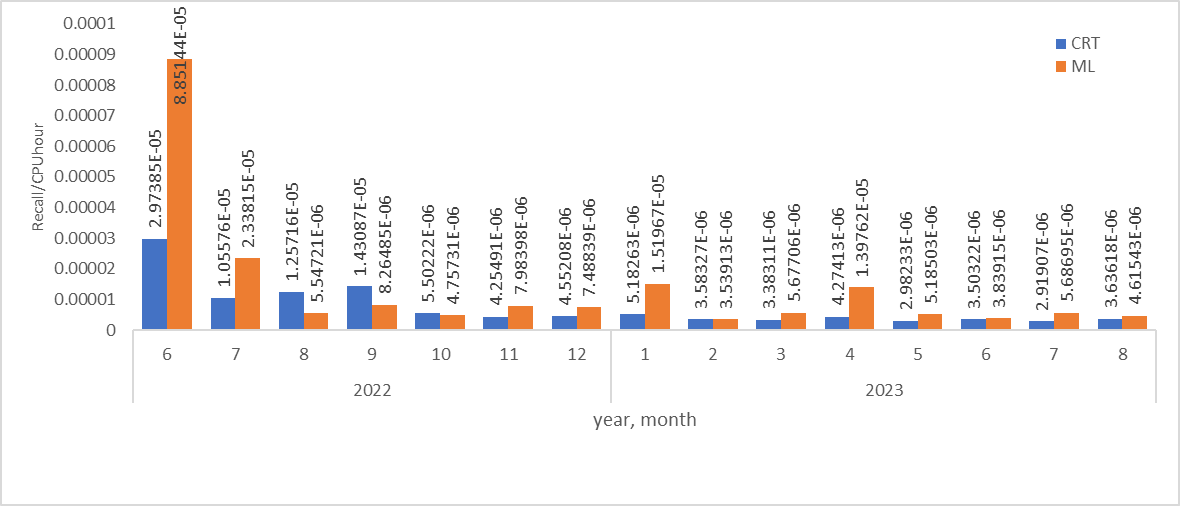 0.0001
0.00009
0.00008
0.00007
0.00006
0.00005
0.00004
0.00003
0.00002
0.00001
0
Recall/CPUhour
CRT
ML
2.97385E-05
8.85144E-05
1.05576E-05
2.33815E-05
1.25716E-05
5.54721E-06
1.43087E-05
8.26485E-06
5.50222E-06
4.75731E-06
4.25491E-06
7.98398E-06
4.55208E-06
7.48839E-06
5.18263E-06
1.51967E-05
3.58327E-06
3.53913E-06
3.38311E-06
5.67706E-06
4.27413E-06
1.39762E-05
2.98233E-06
5.18503E-06
3.50322E-06
3.83915E-06
2.91907E-06
5.68695E-06
3.63618E-06
4.61543E-06
6 7 8 9 10 11 12 1 2 3 4 5 6 7 8
2022 2023
year, month